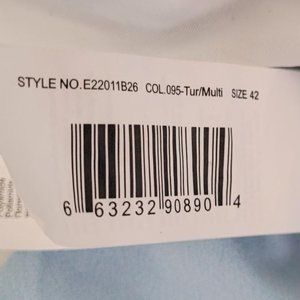 STYLE NO.E22011B26 COL.095-Tur/Multi SIZE 42
6 63232 90890 4